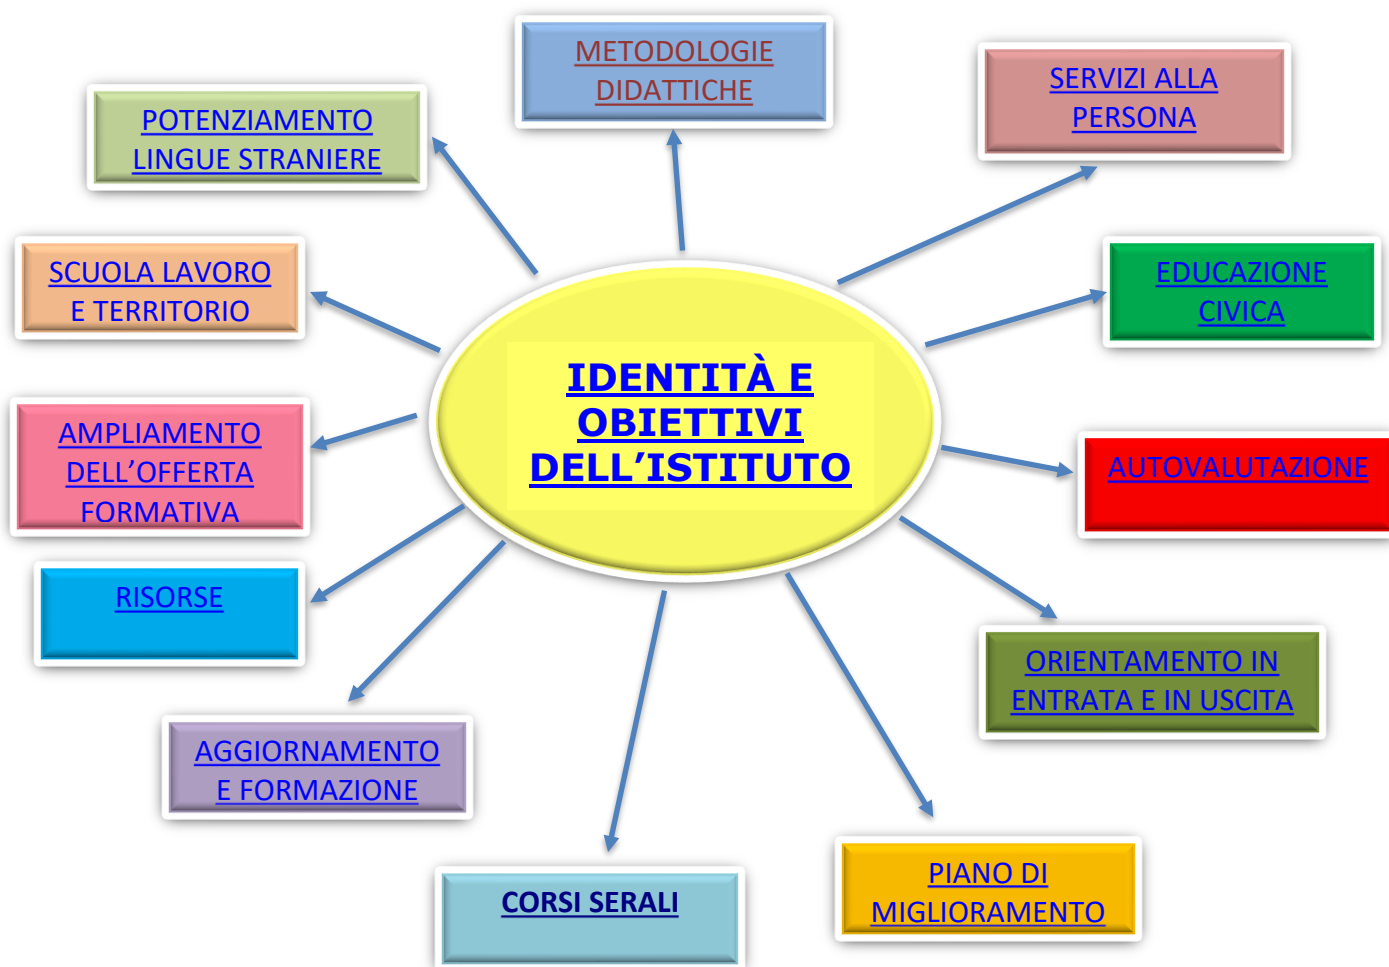 METODOLOGIE
DIDATTICHE
SERVIZI ALLA
PERSONA
POTENZIAMENTO
LINGUE STRANIERE
SCUOLA LAVORO
E TERRITORIO
EDUCAZIONE
CIVICA
IDENTITÀ E
OBIETTIVI
DELL’ISTITUTO
AMPLIAMENTO
DELL’OFFERTA
FORMATIVA
AUTOVALUTAZIONE
RISORSE
ORIENTAMENTO IN
ENTRATA E IN USCITA
AGGIORNAMENTO
E FORMAZIONE
CORSI SERALI
PIANO DI
MIGLIORAMENTO